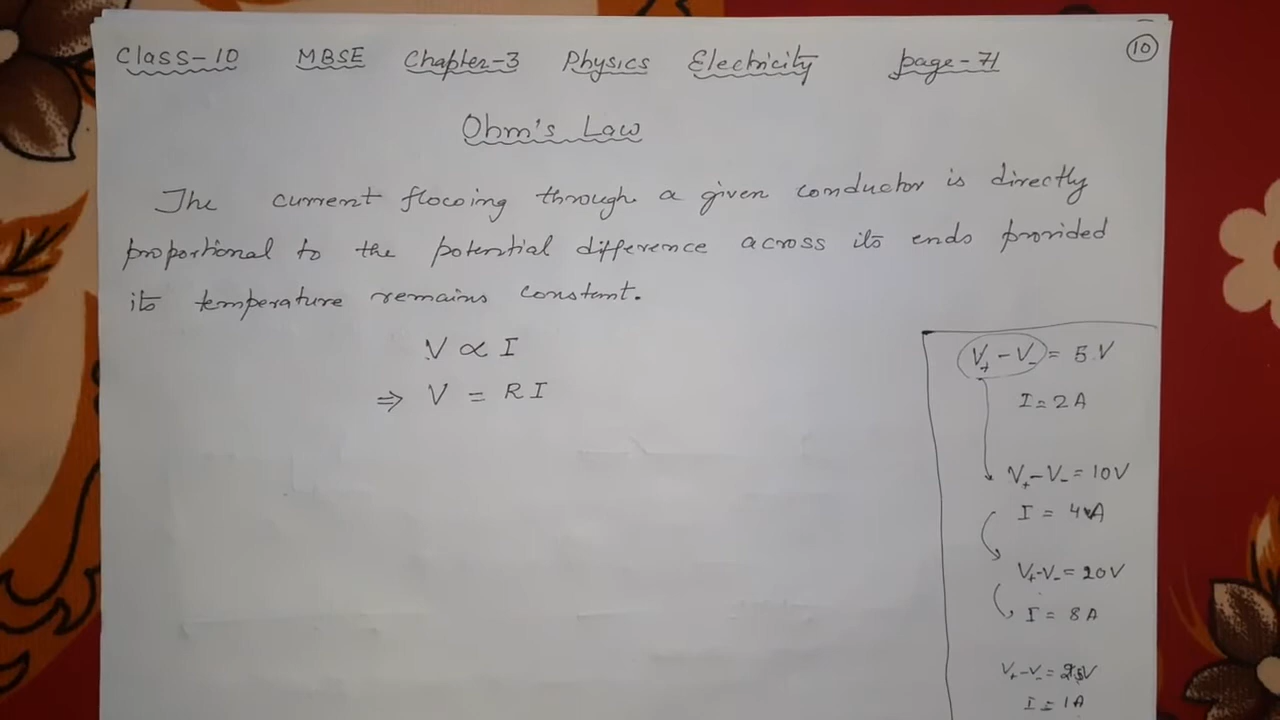 Class-10 MBSE Chapter-3 Physics Electricity page-71
10
Ohm's Law
The current flowing through a given conductor is directly
proportional to the potential difference across its ends provided
its temperature remains constant.
V ∝ I
⇒ V = RI
V₊ - V₋ = 5 V
I = 2 A
V₊ - V₋ = 10V
I = 4 A
V₊ - V₋ = 20V
I = 8 A
V₊ - V₋ =
I = 1 A